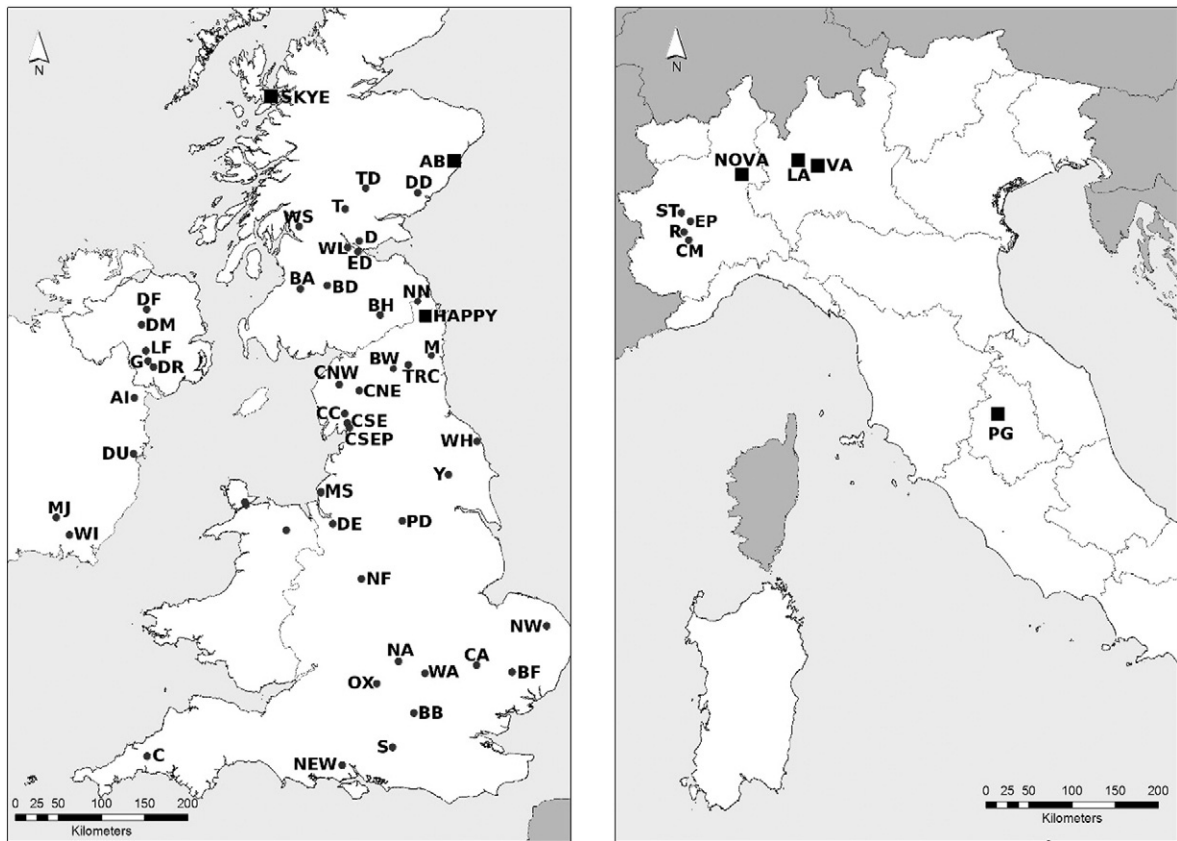 N
SKYE
AB
TD
DD
T
WS
D
WL
ED
BA
BD
NN
BH
HAPPY
DF
DM
LF
G
DR
M
BW
TRC
CNW
CNE
AI
CC
CSE
CSEP
WH
DU
Y
MS
MJ
DE
PD
WI
NF
NW
NA
CA
WA
BF
OX
BB
S
C
NEW
0 25 50 100 150 200
Kilometers
N
NOVA
LA
VA
ST
EP
R
CM
PG
0 25 50 100 150 200
Kilometers